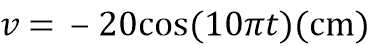 v = − 20cos(10πt)(cm)